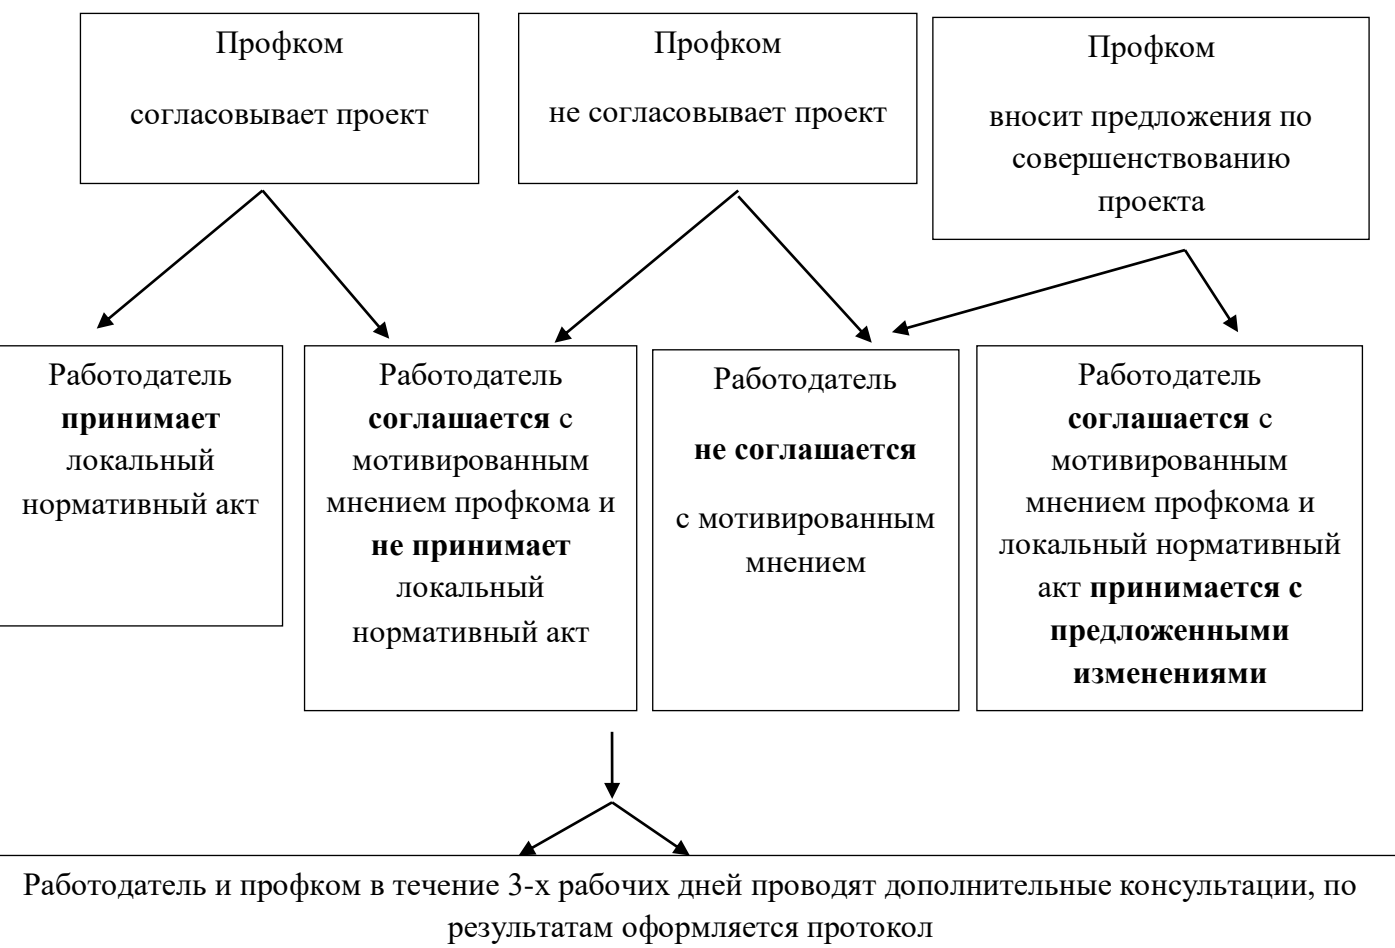 Профком
согласовывает проект
Профком
не согласовывает проект
Профком
вносит предложения по
совершенствованию
проекта
Работодатель
принимает
локальный
нормативный акт
Работодатель
соглашается с
мотивированным
мнением профкома и
не принимает
локальный
нормативный акт
Работодатель
не соглашается
с мотивированным
мнением
Работодатель
соглашается с
мотивированным
мнением профкома и
локальный нормативный
акт принимается с
предложенными
изменениями
Работодатель и профком в течение 3-х рабочих дней проводят дополнительные консультации, по
результатам оформляется протокол